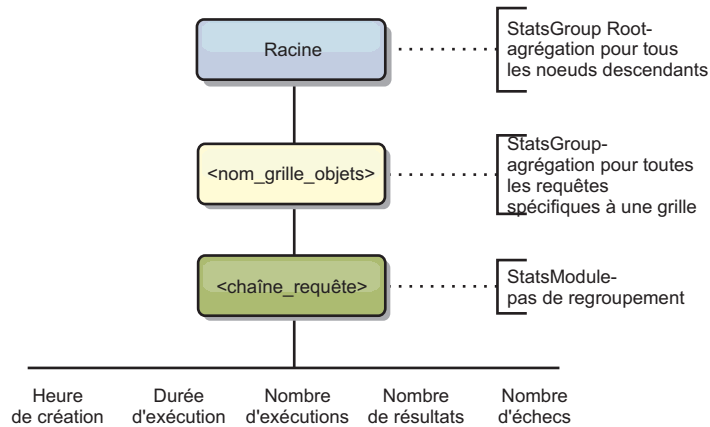 Racine
StatsGroup Root-
agrégation pour tous
les noeuds descendants
<nom_grille_objets>
StatsGroup-
agrégation pour toutes
les requêtes
spécifiques à une grille
<chaîne_requête>
StatsModule-
pas de regroupement
Heure
de création
Durée
d'exécution
Nombre
d'exécutions
Nombre
de résultats
Nombre
d'échecs